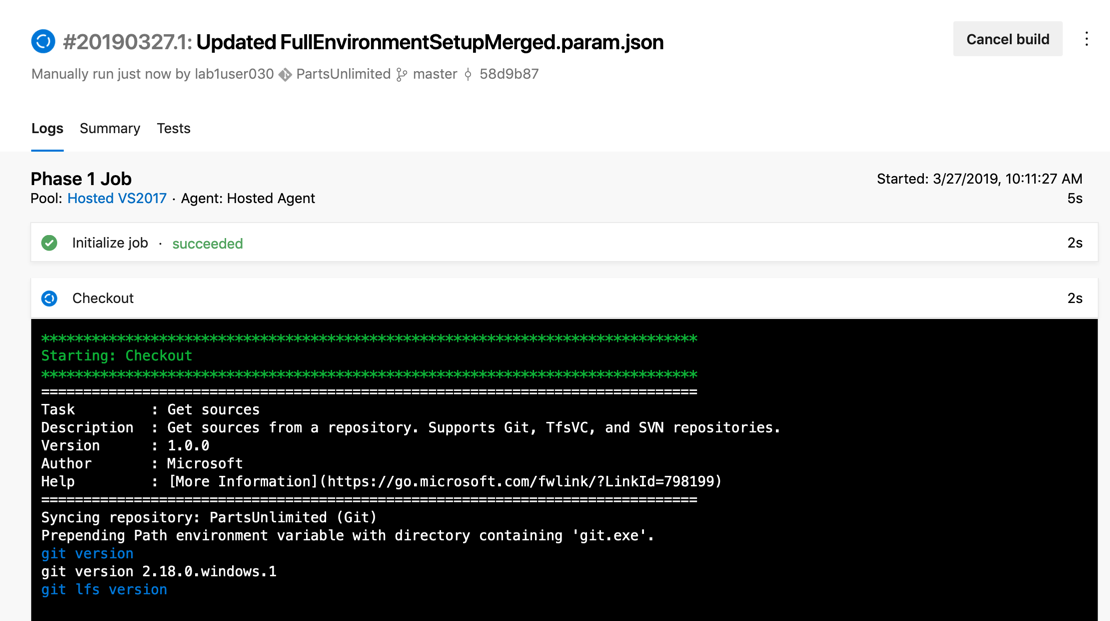 #20190327.1: Updated FullEnvironmentSetupMerged.param.json
Cancel build
Manually run just now by lab1user030 PartsUnlimited master 58d9b87
Logs Summary Tests
Phase 1 Job
Started: 3/27/2019, 10:11:27 AM
Pool: Hosted VS2017 · Agent: Hosted Agent
5s
Initialize job · succeeded
2s
Checkout
2s
******************************************************************************
Starting: Checkout
******************************************************************************
==============================================================================
Task         : Get sources
Description  : Get sources from a repository. Supports Git, TfsVC, and SVN repositories.
Version      : 1.0.0
Author       : Microsoft
Help         : [More Information](https://go.microsoft.com/fwlink/?LinkId=798199)
==============================================================================
Syncing repository: PartsUnlimited (Git)
Prepending Path environment variable with directory containing 'git.exe'.
git version
git version 2.18.0.windows.1
git lfs version